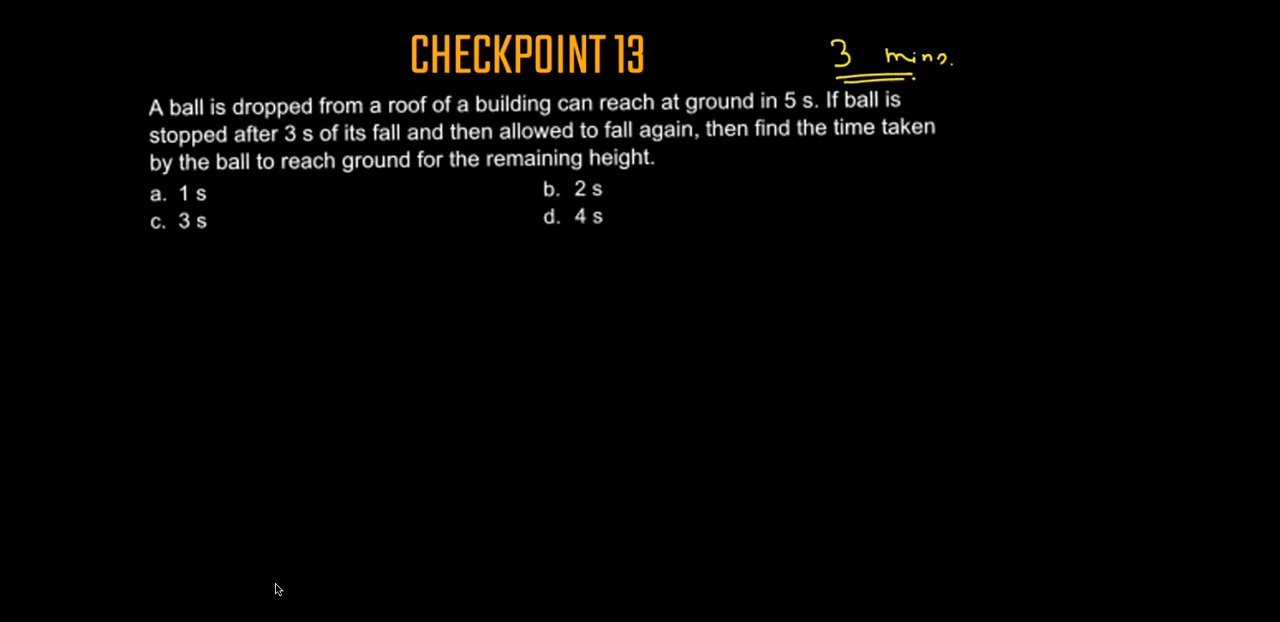 CHECKPOINT 13
3 mins.
A ball is dropped from a roof of a building can reach at ground in 5 s. If ball is
stopped after 3 s of its fall and then allowed to fall again, then find the time taken
by the ball to reach ground for the remaining height.
a. 1 s
b. 2 s
c. 3 s
d. 4 s